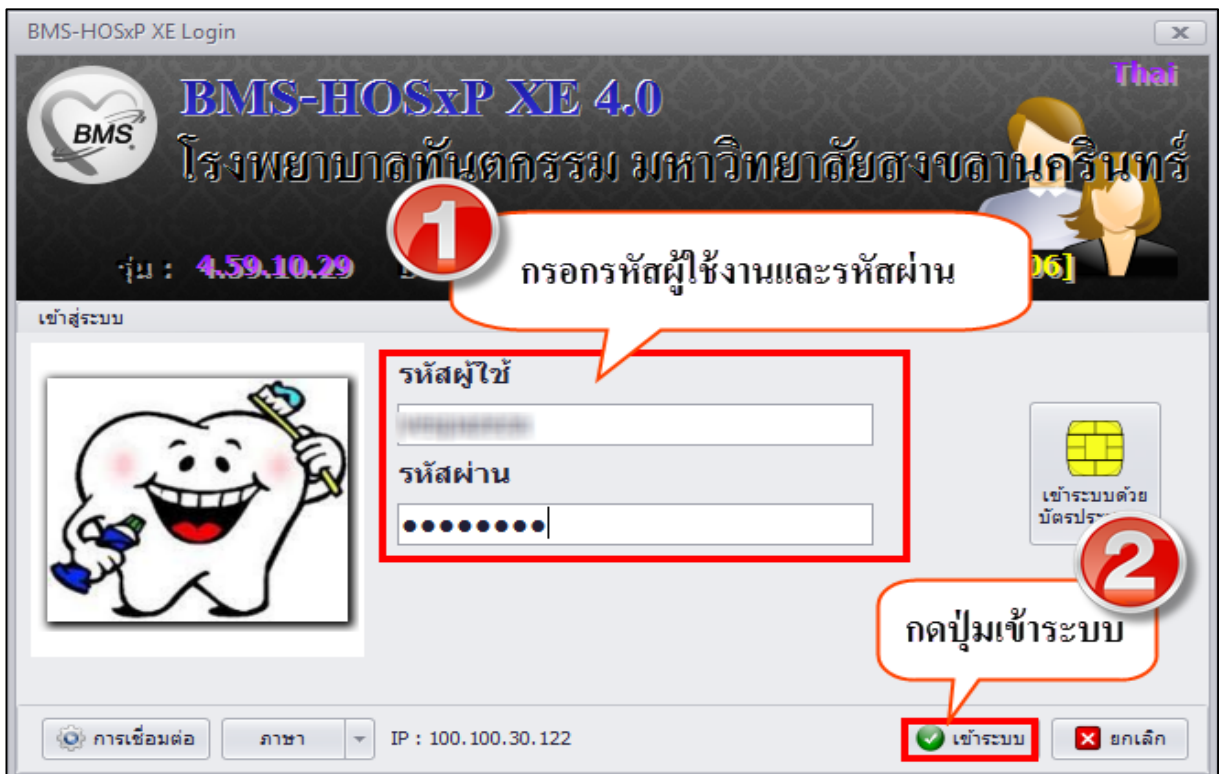 BMS-HOSxP XE Login
Thai
BMS-HOSxP XE 4.0
BMS
โรงพยาบาลทันตกรรม มหาวิทยาลัยสงขลานครินทร์
1
กรอกรหัสผู้ใช้งานและรหัสผ่าน
รุ่น : 4.59.10.29
06]
เข้าสู่ระบบ
รหัสผู้ใช้
รหัสผ่าน
เข้าระบบด้วย
2
กดปุ่มเข้าระบบ
การเชื่อมต่อ
ภาษา
IP : 100.100.30.122
เข้าระบบ
ยกเลิก